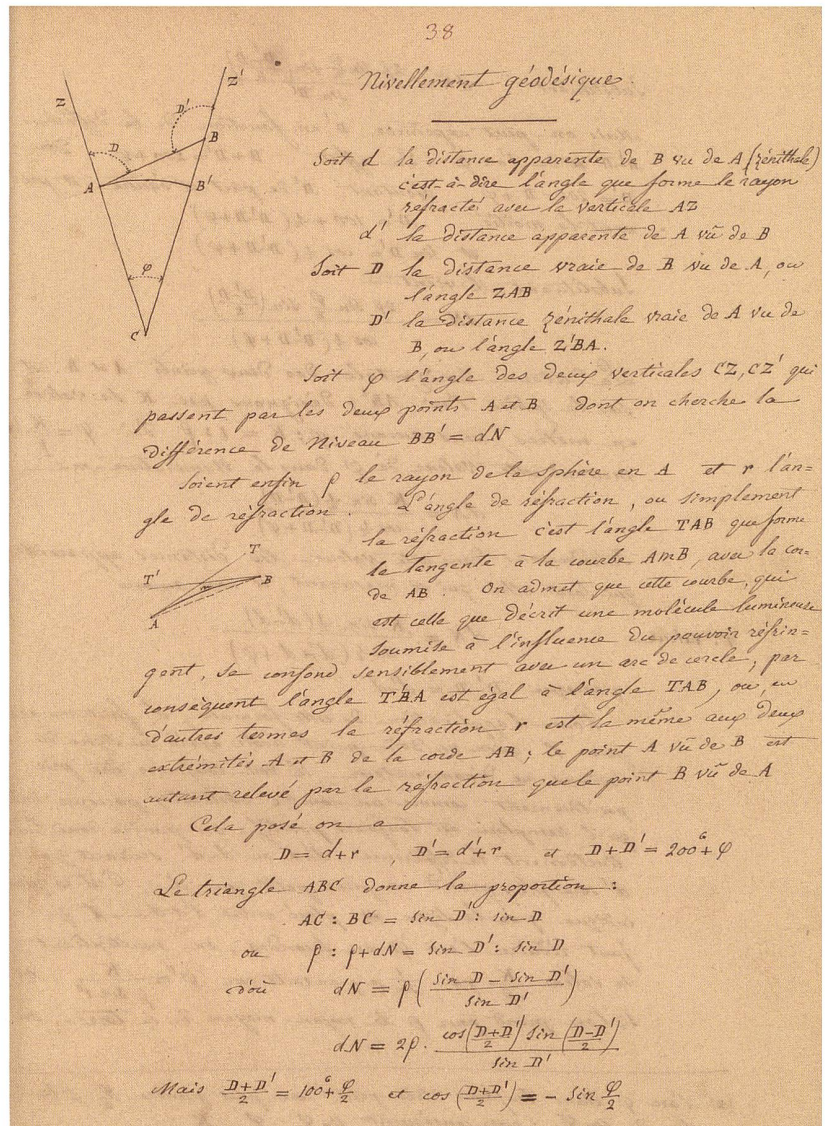 38
Nivellement géodésique
Z
Z'
D
D'
A
B
B'
φ
C
Soit d la distance apparente de B vu de A (zénithale)
c'est-à-dire l'angle que forme le rayon
réfracté avec la verticale AZ
d' la distance apparente de A vû de B
Soit D la distance vraie de B vu de A, ou
l'angle ZAB
D' la distance zénithale vraie de A vu de
B, ou l'angle Z'BA.
Soit φ l'angle des deux verticales CZ, CZ' qui
passent par les deux points A et B dont on cherche la
différence de Niveau BB' = dN
Soient enfin ρ le rayon de la sphère en A et r l'an=
gle de réfraction. L'angle de réfraction, ou simplement
la réfraction c'est l'angle TAB que forme
la tangente à la courbe AmB, avec la cor=
de AB. On admet que cette courbe, qui
est celle que décrit une molécule lumineuse
soumise à l'influence du pouvoir réfrin=
T
T'
B
A
gent, se confond sensiblement avec un arc de cercle; par
conséquent l'angle T'BA est égal à l'angle TAB, ou, en
d'autres termes la réfraction r est la même aux deux
extrémités A et B de la corde AB; le point A vû de B est
autant relevé par la réfraction que le point B vû de A
Cela posé on a
D = d+r , D' = d'+r et D+D' = 200ᴳ+φ
Le triangle ABC donne la proportion :
AC : BC = sin D' : sin D
ou ρ : ρ+dN = sin D' : sin D
d'où dN = ρ ( (sin D - sin D') / sin D' )
dN = 2ρ. cos((D+D')/2) sin((D-D')/2) / sin D'
Mais (D+D')/2 = 100ᴳ+φ/2 et cos((D+D')/2) = - sin φ/2